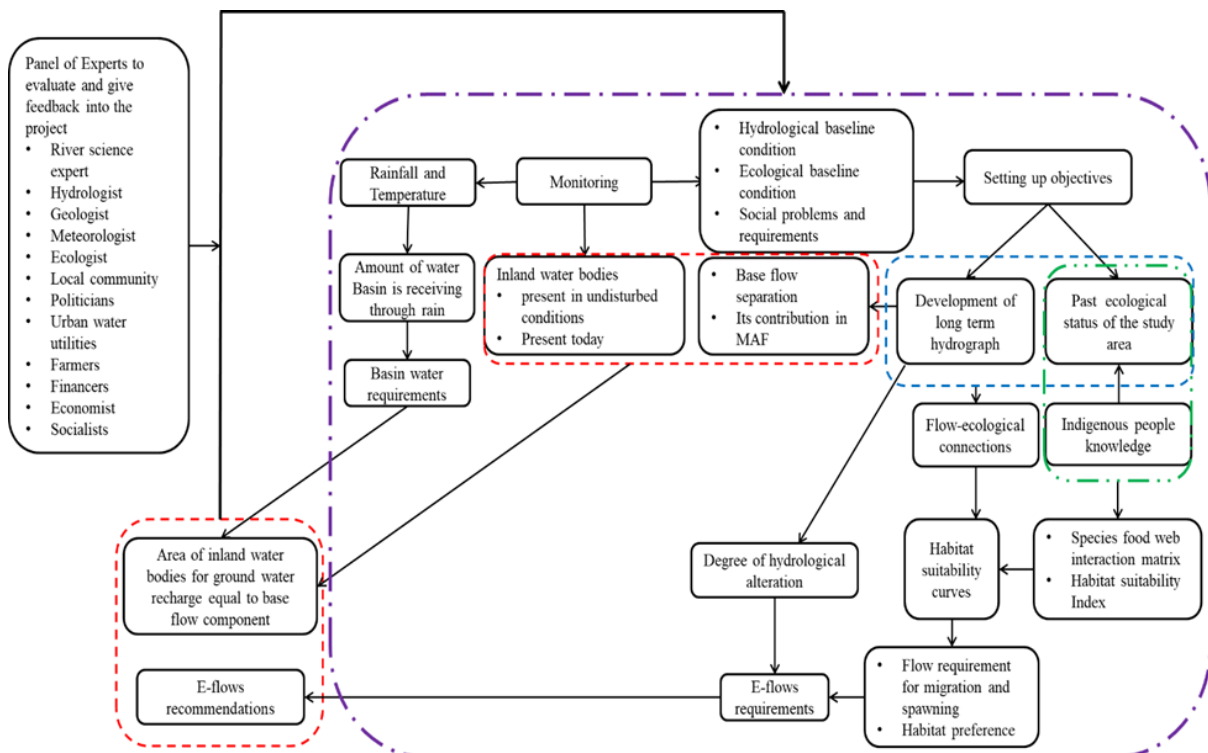 Panel of Experts to
evaluate and give
feedback into the
project
• River science
expert
• Hydrologist
• Geologist
• Meteorologist
• Ecologist
• Local community
• Politicians
• Urban water
utilities
• Farmers
• Financers
• Economist
• Socialists
Rainfall and
Temperature
Monitoring
• Hydrological baseline
condition
• Ecological baseline
condition
• Social problems and
requirements
Setting up objectives
Amount of water
Basin is receiving
through rain
Inland water bodies
• present in undisturbed
conditions
• Present today
• Base flow
separation
• Its contribution in
MAF
Development of
long term
hydrograph
Past ecological
status of the study
area
Basin water
requirements
Flow-ecological
connections
Indigenous people
knowledge
Area of inland water
bodies for ground water
recharge equal to base
flow component
Degree of hydrological
alteration
Habitat
suitability
curves
• Species food web
interaction matrix
• Habitat suitability
Index
E-flows
recommendations
E-flows
requirements
• Flow requirement
for migration and
spawning
• Habitat preference